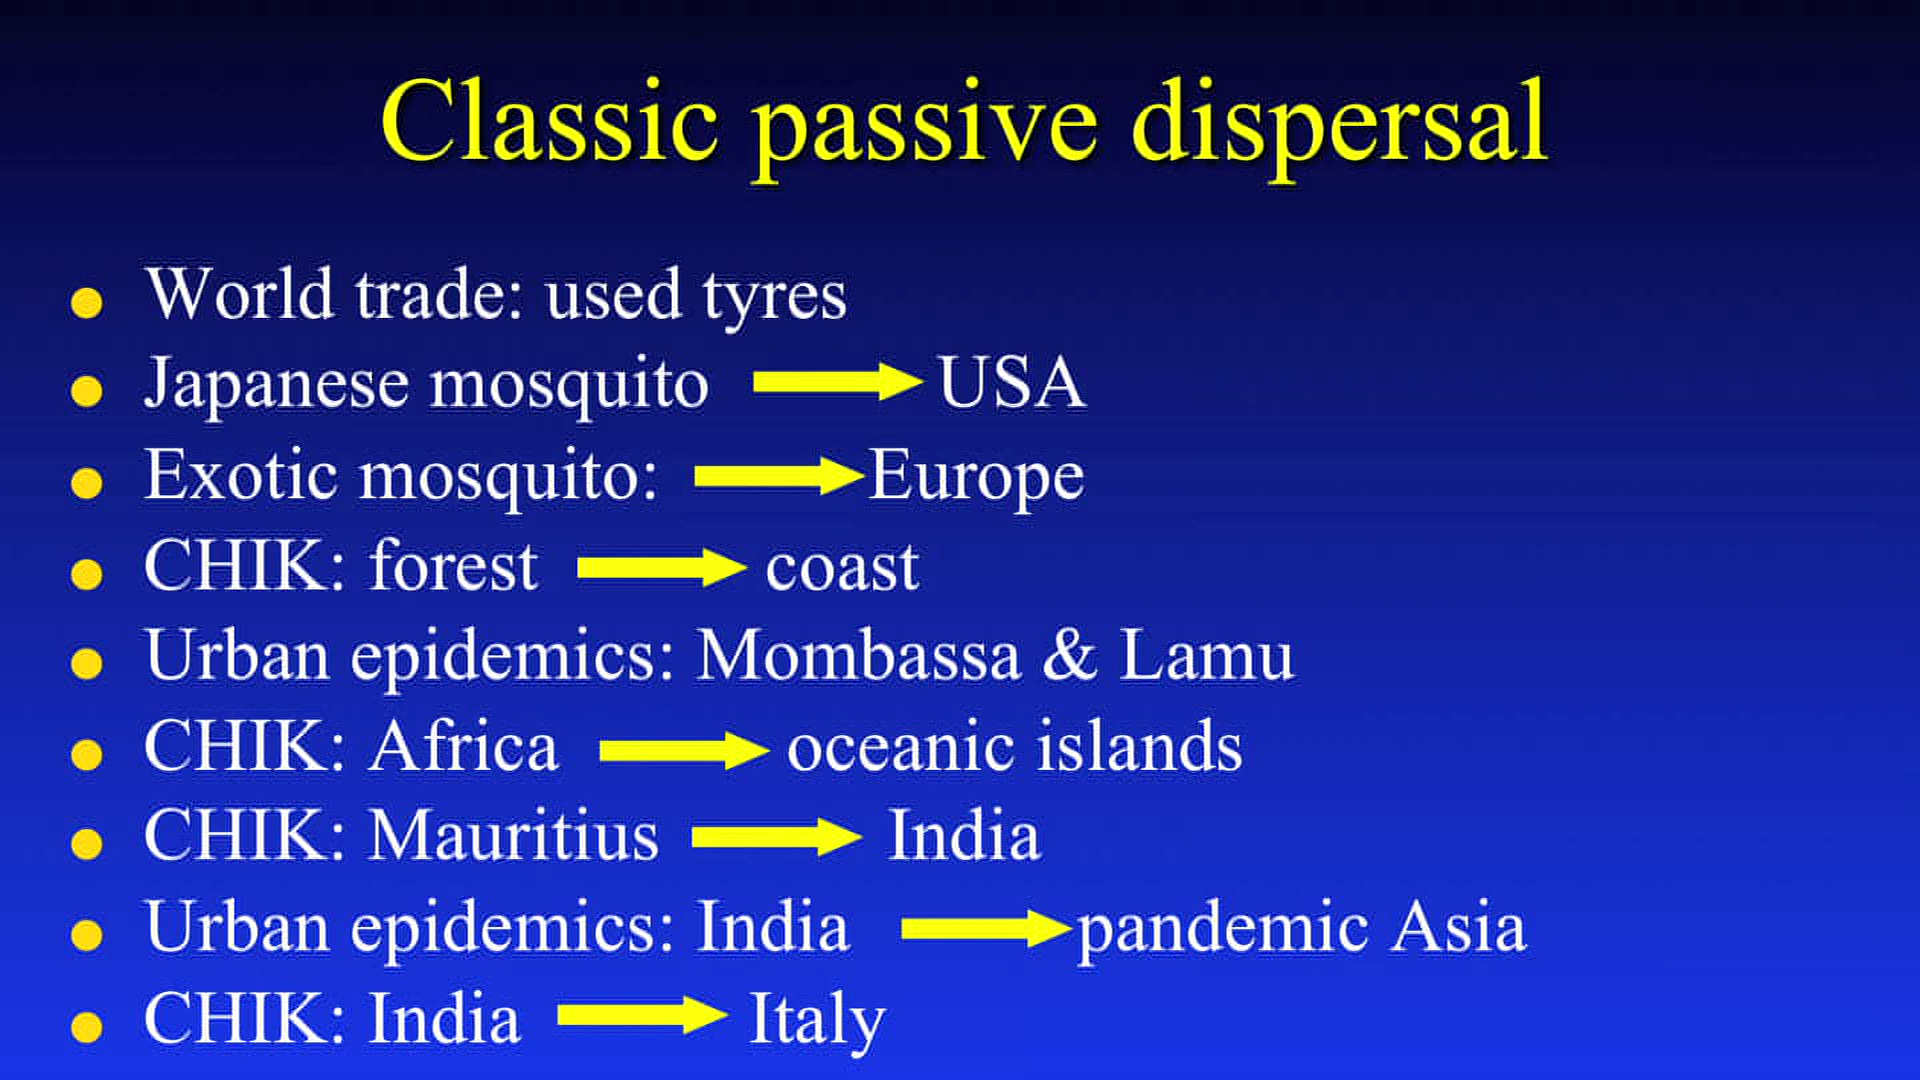 Classic passive dispersal
World trade: used tyres
Japanese mosquito USA
Exotic mosquito: Europe
CHIK: forest coast
Urban epidemics: Mombassa & Lamu
CHIK: Africa oceanic islands
CHIK: Mauritius India
Urban epidemics: India pandemic Asia
CHIK: India Italy